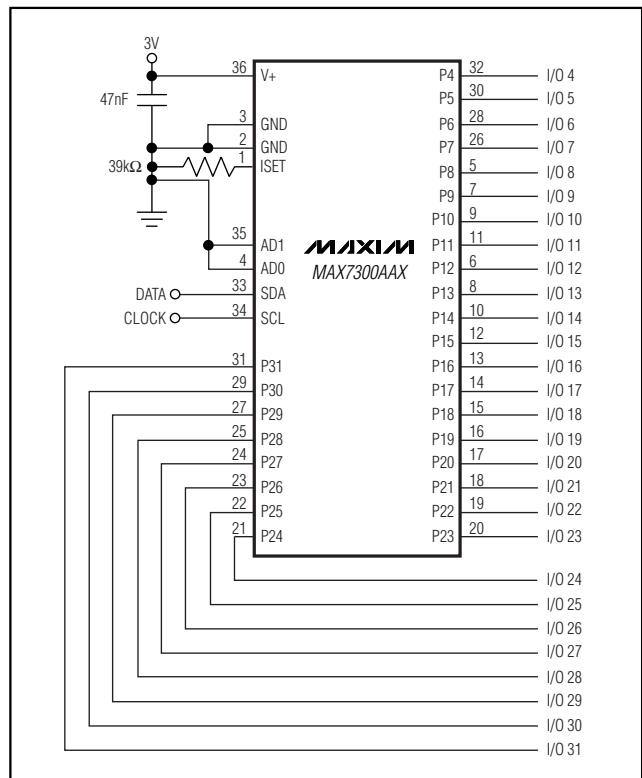 3V
36 V+ P4 32 I/O 4
47nF
P5 30 I/O 5
3 GND P6 28 I/O 6
2 GND P7 26 I/O 7
39kΩ 1 ISET P8 5 I/O 8
P9 7 I/O 9
P10 9 I/O 10
35 AD1 MAXIM P11 11 I/O 11
4 AD0 MAX7300AAX P12 6 I/O 12
DATA 33 SDA P13 8 I/O 13
CLOCK 34 SCL P14 10 I/O 14
P15 12 I/O 15
31 P31 P16 13 I/O 16
29 P30 P17 14 I/O 17
27 P29 P18 15 I/O 18
25 P28 P19 16 I/O 19
24 P27 P20 17 I/O 20
23 P26 P21 18 I/O 21
22 P25 P22 19 I/O 22
21 P24 P23 20 I/O 23
I/O 24
I/O 25
I/O 26
I/O 27
I/O 28
I/O 29
I/O 30
I/O 31